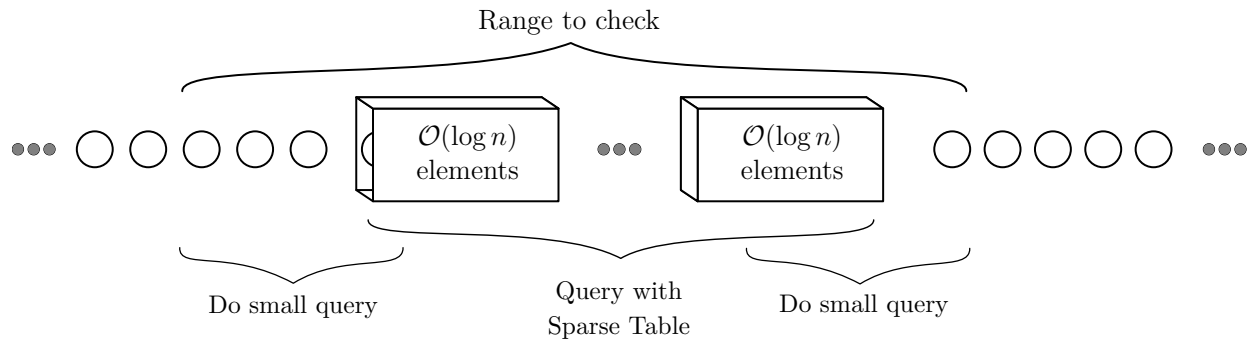 Range to check
𝒪(log n)
elements
𝒪(log n)
elements
Do small query
Query with
Sparse Table
Do small query